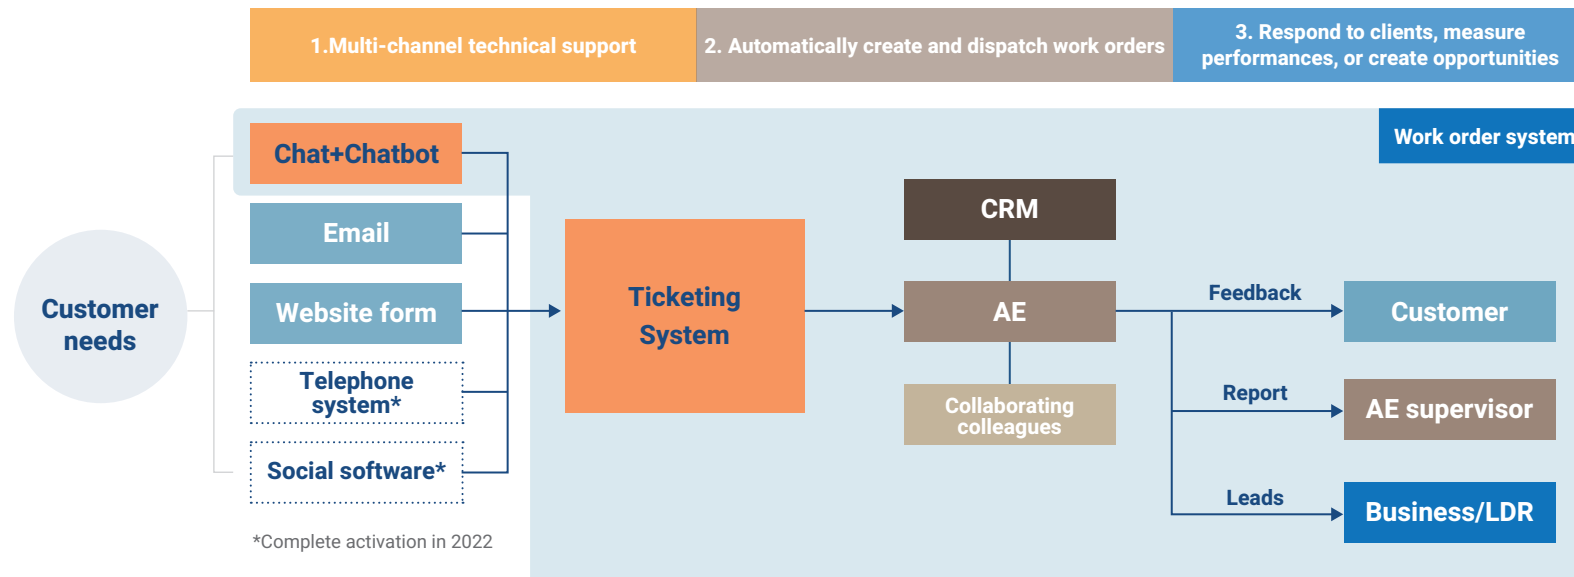 1.Multi-channel technical support
2. Automatically create and dispatch work orders
3. Respond to clients, measure
performances, or create opportunities
Work order system
Customer
needs
Chat+Chatbot
Email
Website form
Telephone
system*
Social software*
*Complete activation in 2022
Ticketing
System
CRM
AE
Collaborating
colleagues
Feedback
Customer
Report
AE supervisor
Leads
Business/LDR